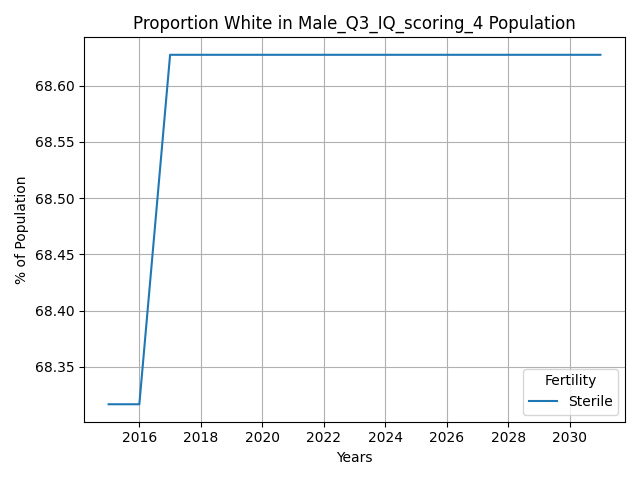 Proportion White in Male_Q3_IQ_scoring_4 Population
% of Population
68.60
68.55
68.50
68.45
68.40
68.35
Fertility
Sterile
2016 2018 2020 2022 2024 2026 2028 2030
Years